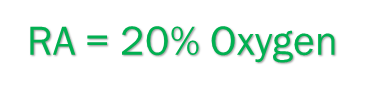 RA = 20% Oxygen